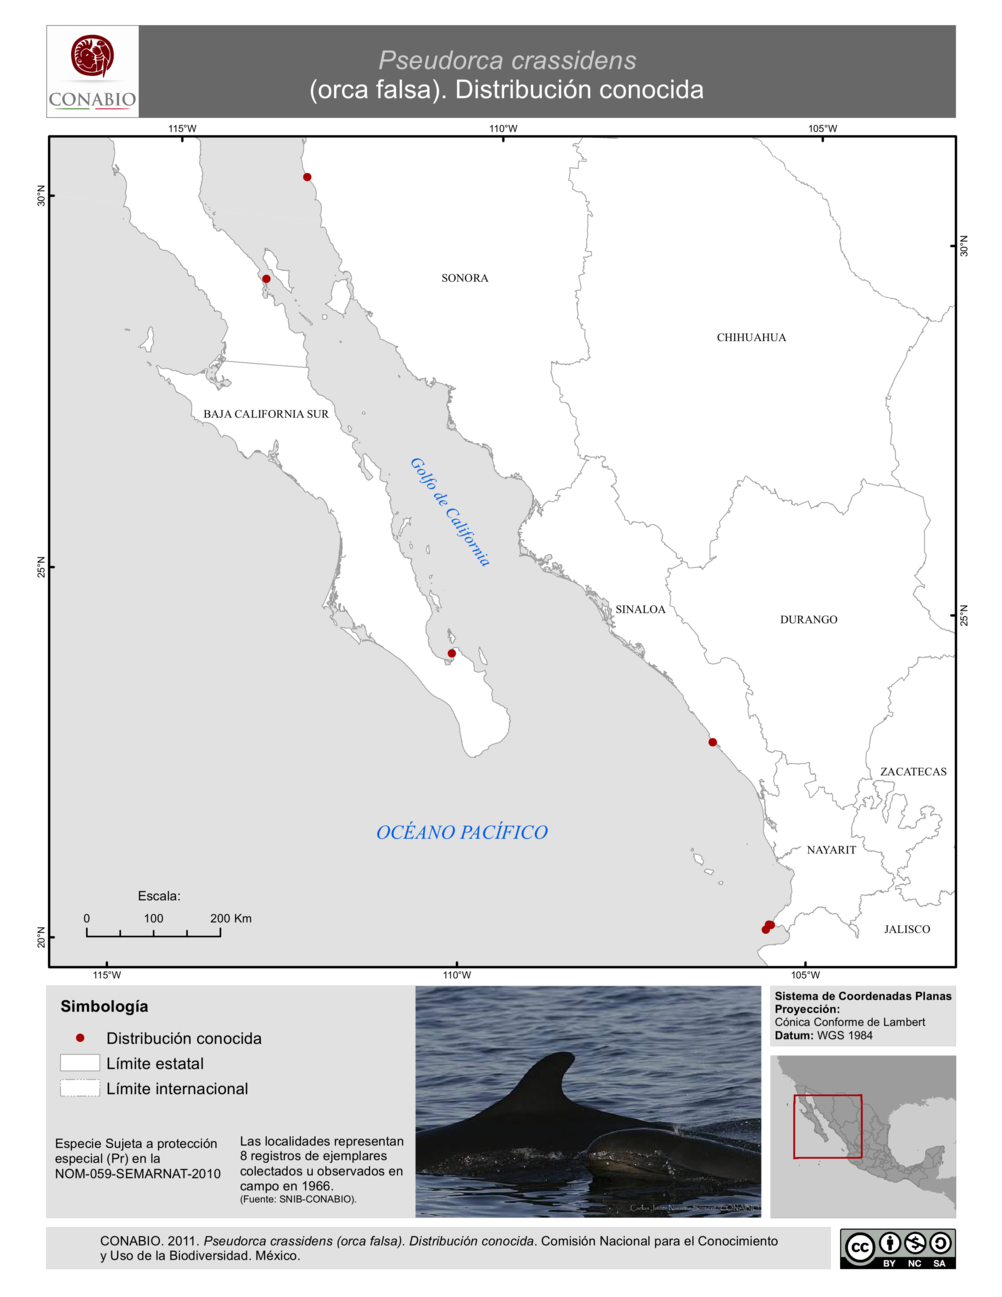 CONABIO
Pseudorca crassidens
(orca falsa). Distribución conocida
115°W
110°W
105°W
30°N
30°N
SONORA
CHIHUAHUA
BAJA CALIFORNIA SUR
Golfo de California
25°N
25°N
SINALOA
DURANGO
ZACATECAS
OCÉANO PACÍFICO
NAYARIT
JALISCO
Escala:
0 100 200 Km
20°N
115°W
110°W
105°W
Simbología
Distribución conocida
Límite estatal
Límite internacional
Especie Sujeta a protección
especial (Pr) en la
NOM-059-SEMARNAT-2010
Las localidades representan
8 registros de ejemplares
colectados u observados en
campo en 1966.
(Fuente: SNIB-CONABIO).
Sistema de Coordenadas Planas
Proyección:
Cónica Conforme de Lambert
Datum: WGS 1984
CONABIO. 2011. Pseudorca crassidens (orca falsa). Distribución conocida. Comisión Nacional para el Conocimiento
y Uso de la Biodiversidad. México.
cc
BY NC SA